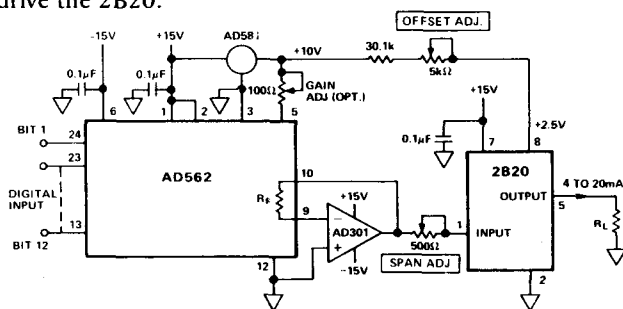 drive the 2B20.
OFFSET ADJ.
-15V
+15V
+10V
30.1k
5kΩ
0.1μF
0.1μF
100Ω
GAIN
ADJ (OPT.)
+15V
0.1μF
+2.5V
6
1
2
3
5
7
8
BIT 1
24
23
DIGITAL
INPUT
BIT 12
13
AD562
10
9
12
+15V
AD301
-15V
500Ω
SPAN ADJ
1
INPUT
2B20
OUTPUT
5
2
4 TO 20mA